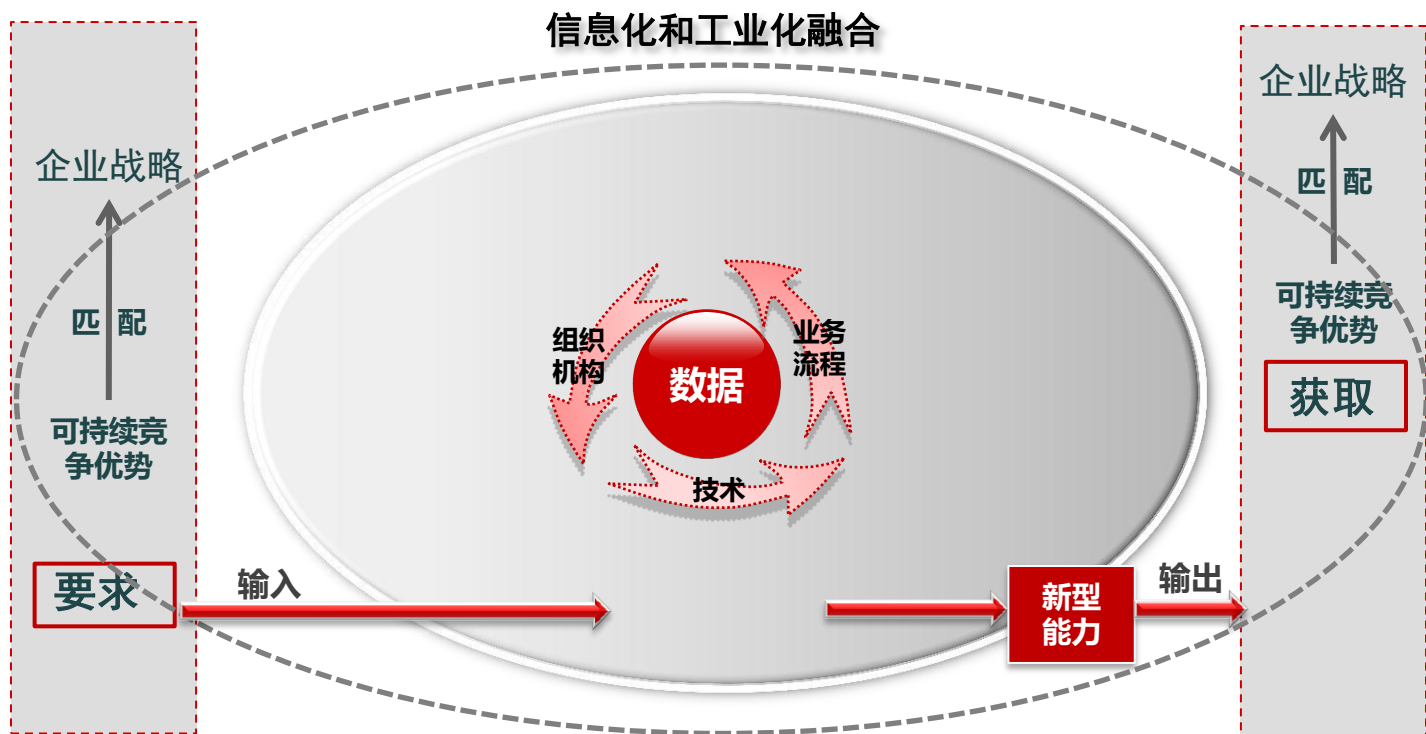 信息化和工业化融合
企业战略
匹 配
可持续竞
争优势
要求
输入
组织
机构
数据
业务
流程
技术
新型
能力
输出
企业战略
匹 配
可持续竞
争优势
获取